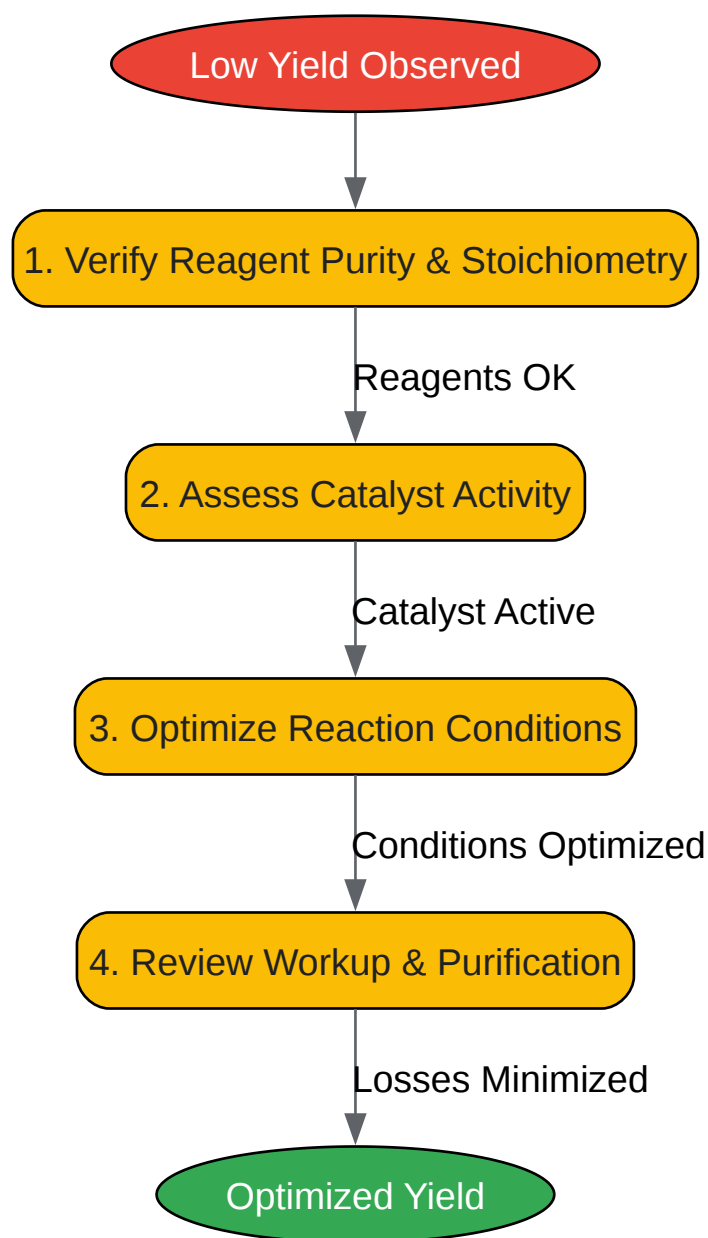 Low Yield Observed
1. Verify Reagent Purity & Stoichiometry
Reagents OK
2. Assess Catalyst Activity
Catalyst Active
3. Optimize Reaction Conditions
Conditions Optimized
4. Review Workup & Purification
Losses Minimized
Optimized Yield